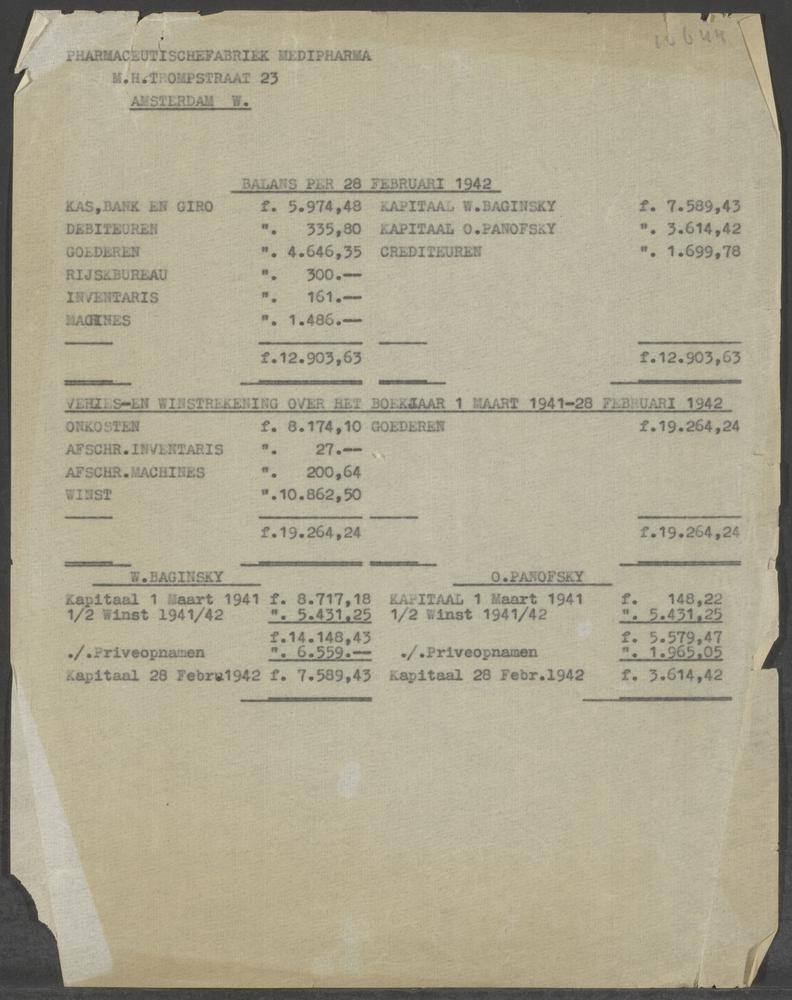 16644
PHARMACEUTISCHEFABRIEK MEDIPHARMA
M.H.TROMPSTRAAT 23
AMSTERDAM W.
BALANS PER 28 FEBRUARI 1942
KAS,BANK EN GIRO f. 5.974,48 KAPITAAL W.BAGINSKY f. 7.589,43
DEBITEUREN ". 335,80 KAPITAAL O.PANOFSKY ". 3.614,42
GOEDEREN ". 4.646,35 CREDITEUREN ". 1.699,78
RIJSKBUREAU ". 300.—
INVENTARIS ". 161.—
MACHINES ". 1.486.—
f.12.903,63 f.12.903,63
VERLIES-EN WINSTREKENING OVER HET BOEKJAAR 1 MAART 1941-28 FEBRUARI 1942
ONKOSTEN f. 8.174,10 GOEDEREN f.19.264,24
AFSCHR.INVENTARIS ". 27.—
AFSCHR.MACHINES ". 200,64
WINST ".10.862,50
f.19.264,24 f.19.264,24
W.BAGINSKY O.PANOFSKY
Kapitaal 1 Maart 1941 f. 8.717,18 KAPITAAL 1 Maart 1941 f. 148,22
1/2 Winst 1941/42 ". 5.431,25 1/2 Winst 1941/42 ". 5.431,25
f.14.148,43 f. 5.579,47
./.Priveopnamen ". 6.559.— ./.Priveopnamen ". 1.965,05
Kapitaal 28 Febru1942 f. 7.589,43 Kapitaal 28 Febr.1942 f. 3.614,42